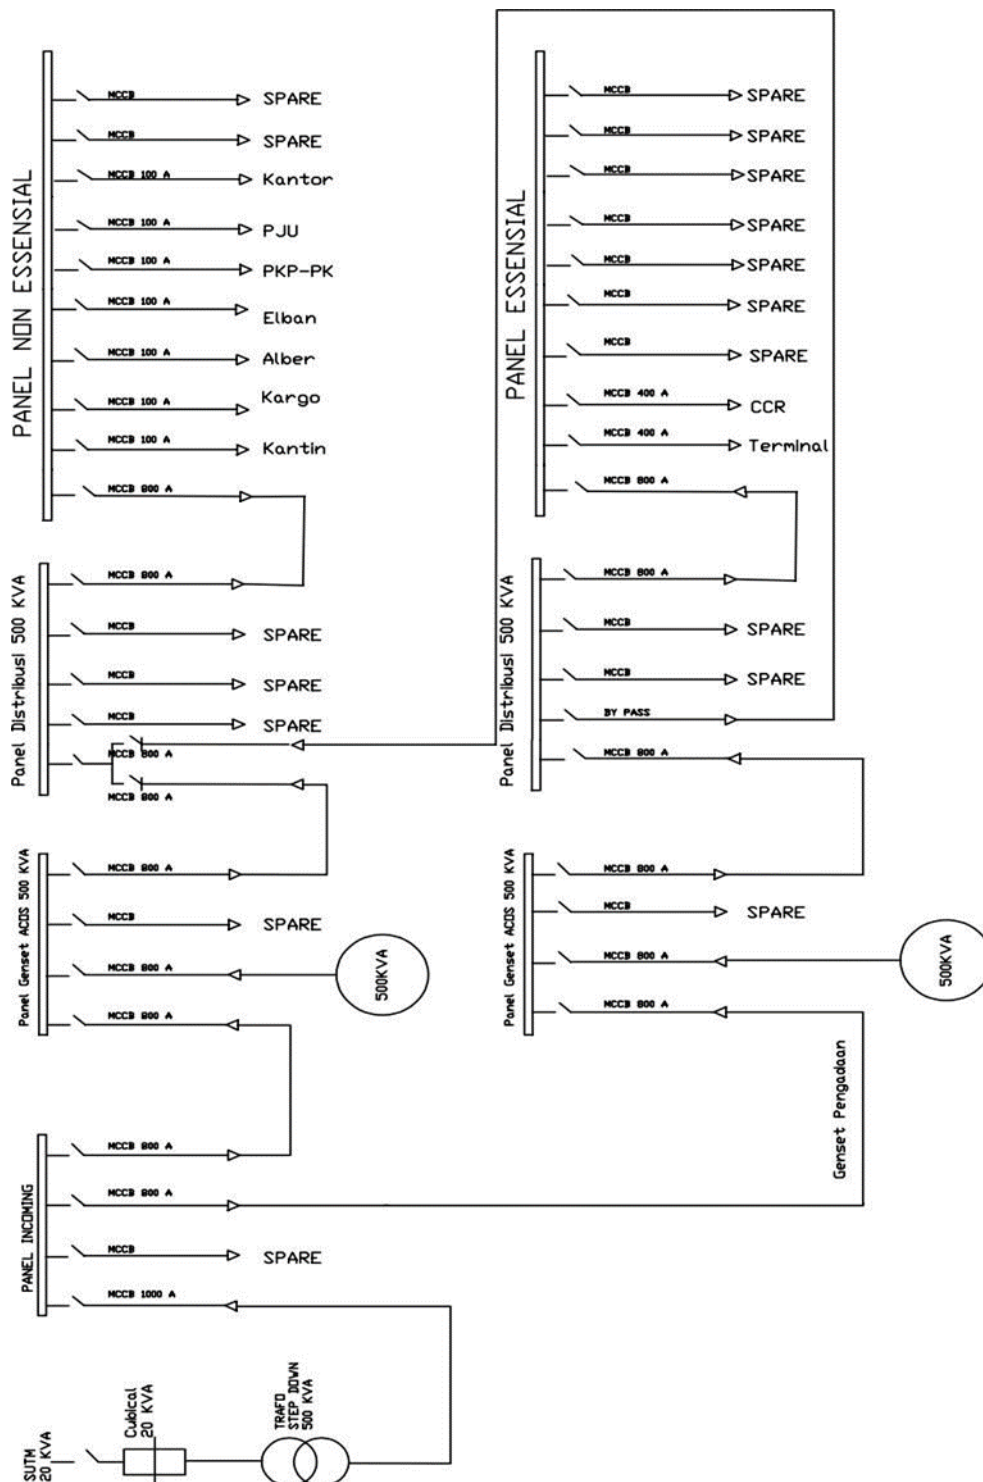 PANEL NON ESSENSIAL
MCCB SPARE
MCCB SPARE
MCCB 100 A Kantor
MCCB 100 A PJU
MCCB 100 A PKP-PK
MCCB 100 A Elban
MCCB 100 A Alber
MCCB 100 A Kargo
MCCB 100 A Kantin
MCCB 800 A
PANEL ESSENSIAL
MCCB SPARE
MCCB SPARE
MCCB SPARE
MCCB SPARE
MCCB SPARE
MCCB SPARE
MCCB SPARE
MCCB 400 A CCR
MCCB 400 A Terminal
MCCB 800 A
Panel Distribusi 500 KVA
MCCB 800 A
MCCB SPARE
MCCB SPARE
MCCB SPARE
MCCB 800 A
MCCB 800 A
Panel Distribusi 500 KVA
MCCB 800 A
MCCB SPARE
MCCB SPARE
BY PASS
MCCB 800 A
Panel Genset ACOS 500 KVA
MCCB 800 A
MCCB SPARE
MCCB 800 A
500KVA
MCCB 800 A
Panel Genset ACOS 500 KVA
MCCB 800 A
MCCB SPARE
MCCB 800 A
500KVA
MCCB 800 A
Genset Pengadaan
PANEL INCOMING
MCCB 800 A
MCCB 800 A
MCCB SPARE
MCCB 1000 A
SUTM
20 KVA
Cubical
20 KVA
TRAFO
STEP DOWN
500 KVA